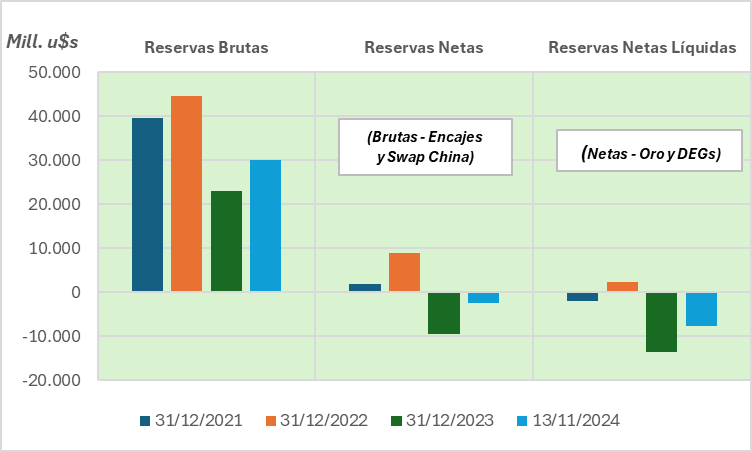 Mill. u$s
Reservas Brutas
Reservas Netas
Reservas Netas Líquidas
50.000
40.000
30.000
20.000
10.000
0
-10.000
-20.000
(Brutas - Encajes
y Swap China)
(Netas - Oro y DEGs)
31/12/2021
31/12/2022
31/12/2023
13/11/2024